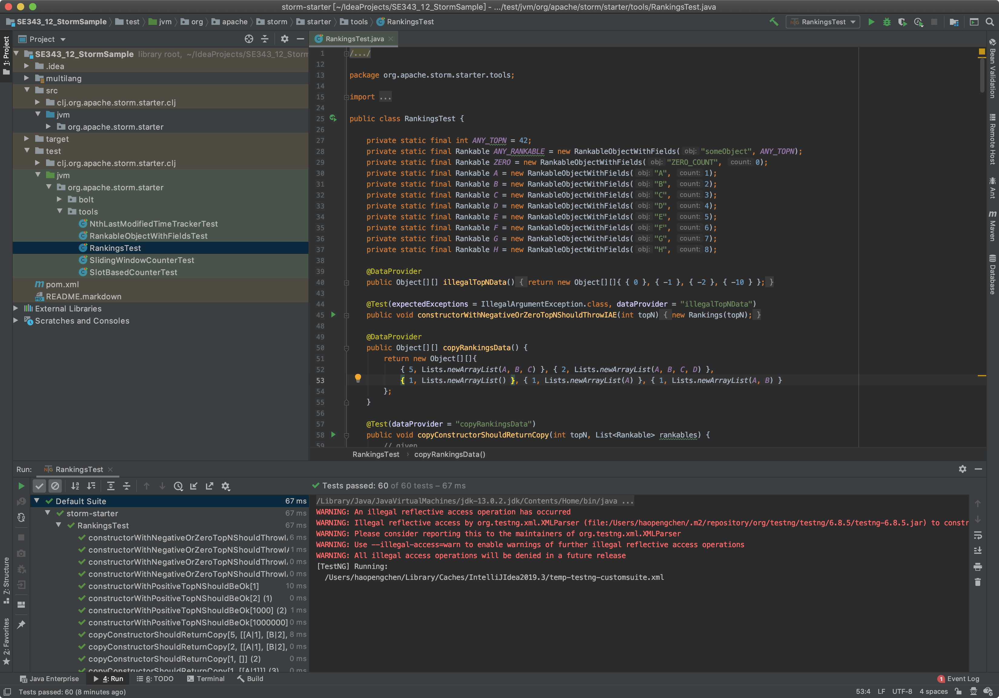 storm-starter [~/IdeaProjects/SE343_12_StormSample] - .../test/jvm/org/apache/storm/starter/tools/RankingsTest.java
SE343_12_StormSample test jvm org apache storm starter tools RankingsTest
RankingsTest
1: Project
Project
SE343_12_StormSample library root, ~/IdeaProjects/SE343_12_Storm
.idea
multilang
src
clj.org.apache.storm.starter.clj
jvm
org.apache.storm.starter
target
test
clj.org.apache.storm.starter.clj
jvm
org.apache.storm.starter
bolt
tools
NthLastModifiedTimeTrackerTest
RankableObjectWithFieldsTest
RankingsTest
SlidingWindowCounterTest
SlotBasedCounterTest
pom.xml
README.markdown
External Libraries
Scratches and Consoles
RankingsTest.java
1 /.../
12
13 package org.apache.storm.starter.tools;
14
15 import ...
24
25 public class RankingsTest {
26
27 private static final int ANY_TOPN = 42;
28 private static final Rankable ANY_RANKABLE = new RankableObjectWithFields( obj: "someObject", ANY_TOPN);
29 private static final Rankable ZERO = new RankableObjectWithFields( obj: "ZERO_COUNT", count: 0);
30 private static final Rankable A = new RankableObjectWithFields( obj: "A", count: 1);
31 private static final Rankable B = new RankableObjectWithFields( obj: "B", count: 2);
32 private static final Rankable C = new RankableObjectWithFields( obj: "C", count: 3);
33 private static final Rankable D = new RankableObjectWithFields( obj: "D", count: 4);
34 private static final Rankable E = new RankableObjectWithFields( obj: "E", count: 5);
35 private static final Rankable F = new RankableObjectWithFields( obj: "F", count: 6);
36 private static final Rankable G = new RankableObjectWithFields( obj: "G", count: 7);
37 private static final Rankable H = new RankableObjectWithFields( obj: "H", count: 8);
38
39 @DataProvider
40 public Object[][] illegalTopNData() { return new Object[][]{ { 0 }, { -1 }, { -2 }, { -10 } }; }
43
44 @Test(expectedExceptions = IllegalArgumentException.class, dataProvider = "illegalTopNData")
45 public void constructorWithNegativeOrZeroTopNShouldThrowIAE(int topN) { new Rankings(topN); }
48
49 @DataProvider
50 public Object[][] copyRankingsData() {
51 return new Object[][]{
52 { 5, Lists.newArrayList(A, B, C) }, { 2, Lists.newArrayList(A, B, C, D) },
53 { 1, Lists.newArrayList() }, { 1, Lists.newArrayList(A) }, { 1, Lists.newArrayList(A, B) }
54 };
55 }
56
57 @Test(dataProvider = "copyRankingsData")
58 public void copyConstructorShouldReturnCopy(int topN, List<Rankable> rankables) {
59 // given
RankingsTest › copyRankingsData()
Bean Validation
Remote Host
Ant
Maven
Database
Run: RankingsTest
Tests passed: 60 of 60 tests – 67 ms
Default Suite 67 ms
storm-starter 67 ms
RankingsTest 67 ms
constructorWithNegativeOrZeroTopNShouldThrowI 6 ms
constructorWithNegativeOrZeroTopNShouldThrowI 1 ms
constructorWithNegativeOrZeroTopNShouldThrowI 0 ms
constructorWithNegativeOrZeroTopNShouldThrowI 0 ms
constructorWithPositiveTopNShouldBeOk[1] 10 ms
constructorWithPositiveTopNShouldBeOk[2] (1) 0 ms
constructorWithPositiveTopNShouldBeOk[1000] (2) 1 ms
constructorWithPositiveTopNShouldBeOk[1000000] 0 ms
copyConstructorShouldReturnCopy[5, [[A|1], [B|2], 8 ms
copyConstructorShouldReturnCopy[2, [[A|1], [B|2], 0 ms
copyConstructorShouldReturnCopy[1, []] (2) 0 ms
copyConstructorShouldReturnCopy[1, [[A|1]]] (3) 0 ms
/Library/Java/JavaVirtualMachines/jdk-13.0.2.jdk/Contents/Home/bin/java ...
WARNING: An illegal reflective access operation has occurred
WARNING: Illegal reflective access by org.testng.xml.XMLParser (file:/Users/haopengchen/.m2/repository/org/testng/testng/6.8.5/testng-6.8.5.jar) to constr
WARNING: Please consider reporting this to the maintainers of org.testng.xml.XMLParser
WARNING: Use --illegal-access=warn to enable warnings of further illegal reflective access operations
WARNING: All illegal access operations will be denied in a future release
[TestNG] Running:
/Users/haopengchen/Library/Caches/IntelliJIdea2019.3/temp-testng-customsuite.xml
7: Structure
2: Favorites
Java Enterprise 4: Run 6: TODO Terminal Build 1 Event Log
Tests passed: 60 (8 minutes ago) 53:4 LF UTF-8 4 spaces